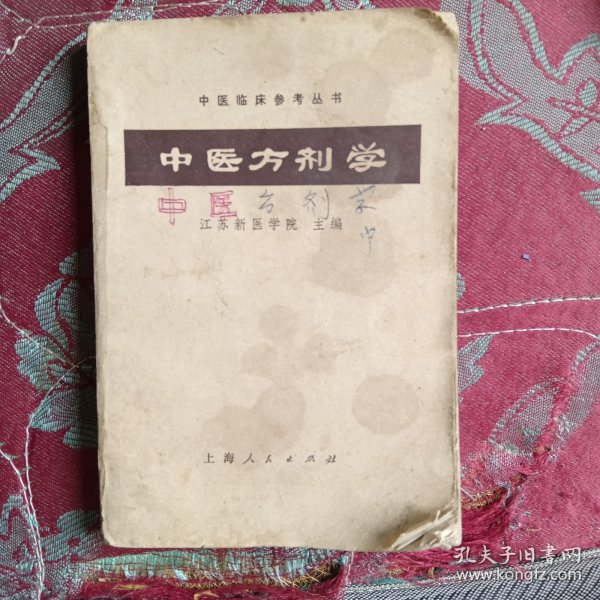 中医临床参考丛书
中医方剂学
中医方剂学
江苏新医学院 主编
中
上海人民出版社
孔夫子旧书网
www.kongfz.com